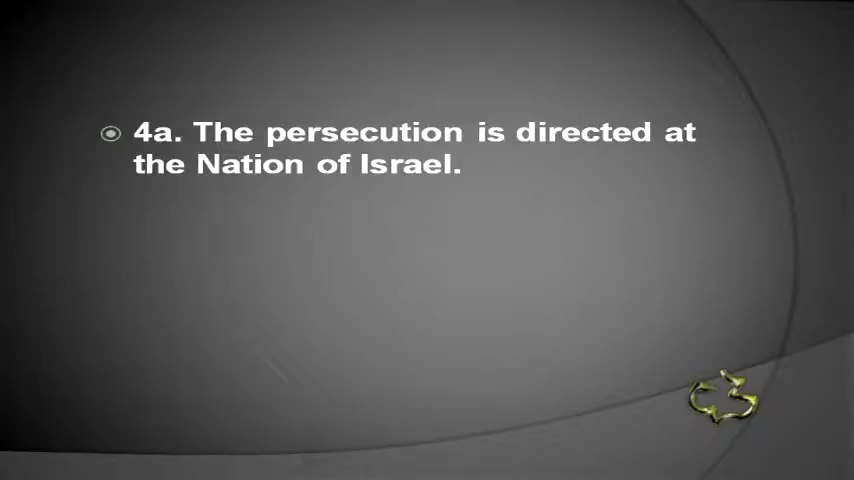 4a. The persecution is directed at
the Nation of Israel.